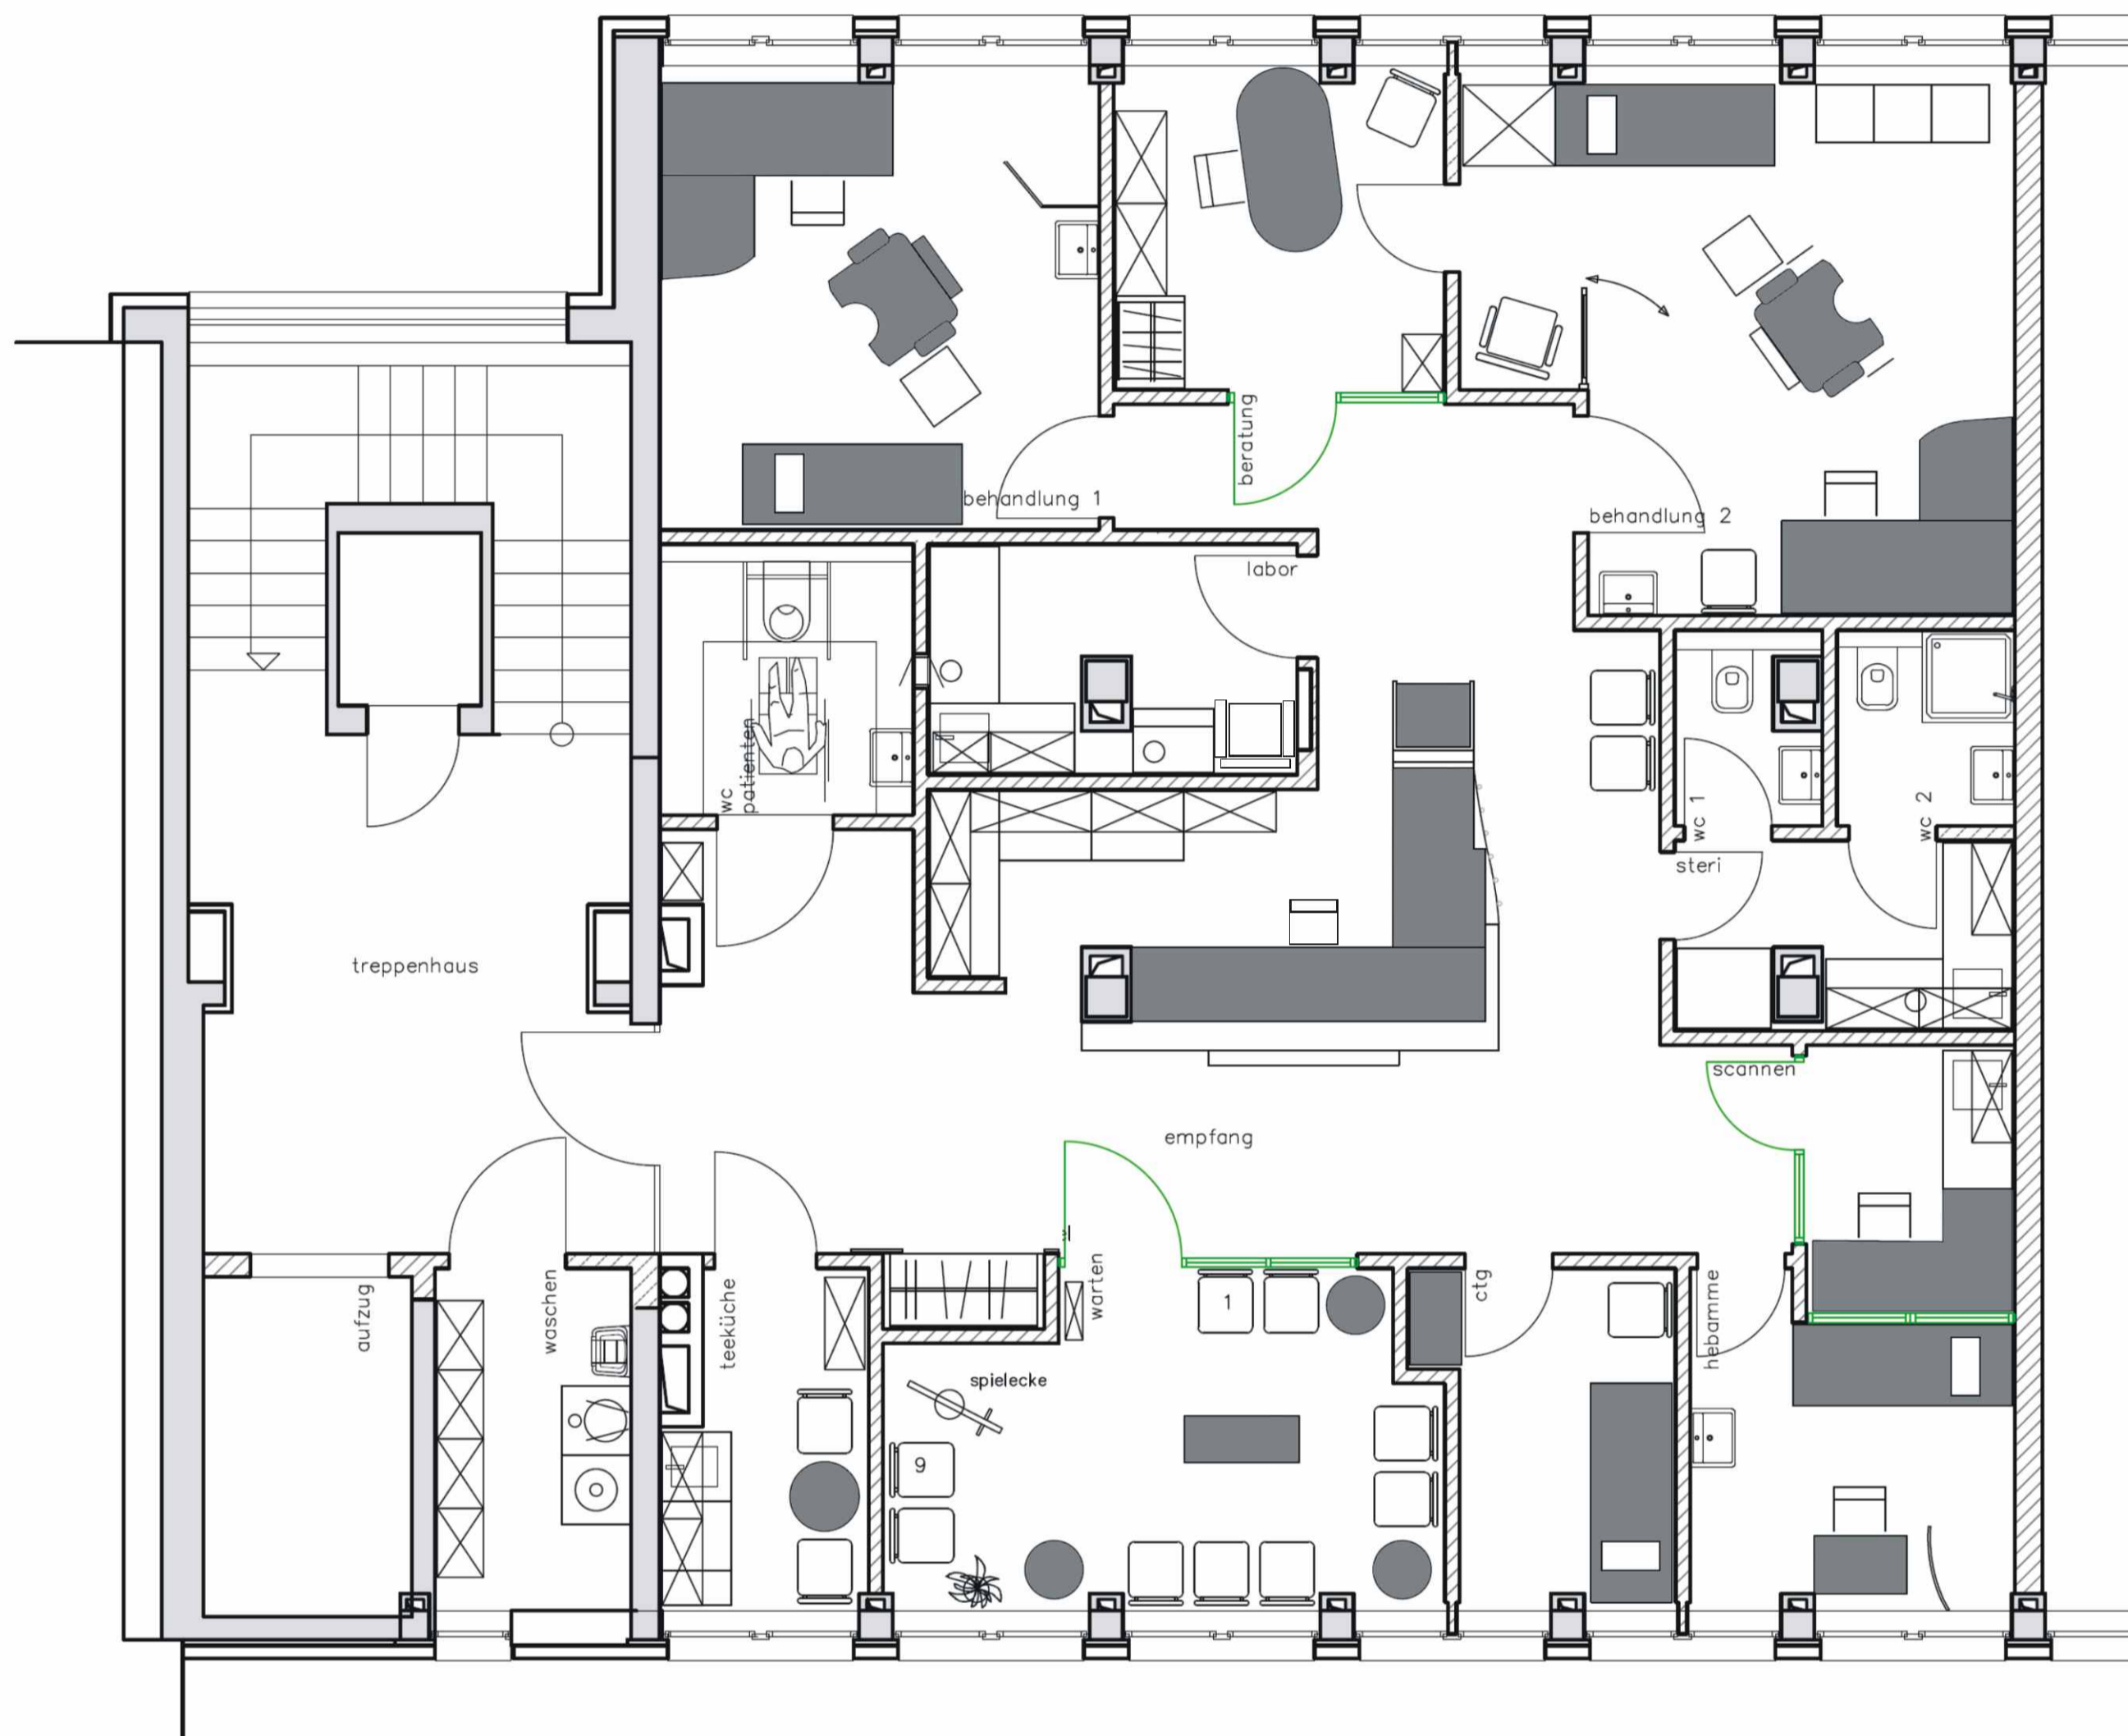 beratung
behandlung 1
behandlung 2
labor
wc
patienten
wc 1
wc 2
steri
treppenhaus
scannen
empfang
aufzug
waschen
teeküche
warten
1
ctg
hebamme
spielecke
9